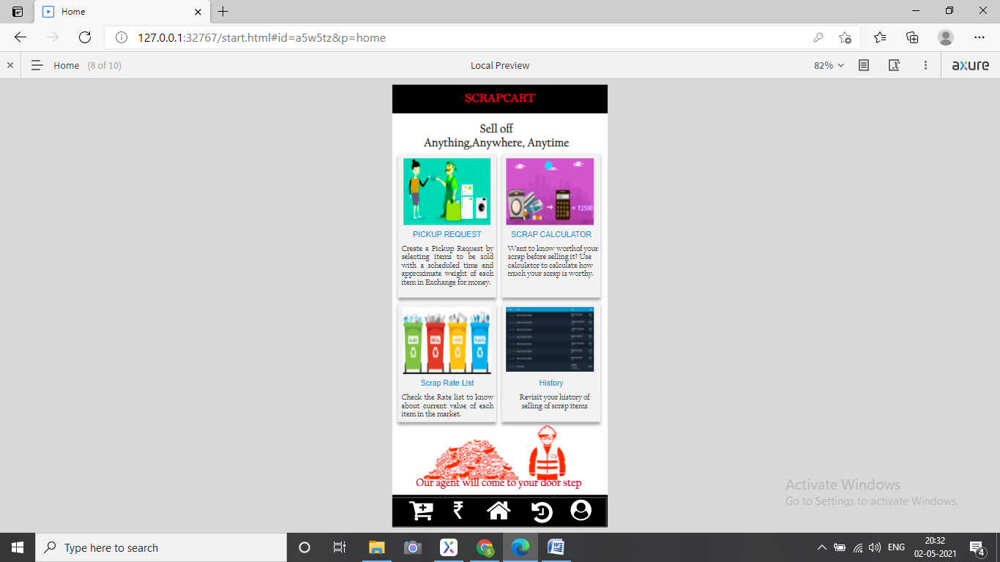 Home
127.0.0.1:32767/start.html#id=a5w5tz&p=home
Home (8 of 10)
Local Preview
82%
axure
SCRAPCART
Sell off
Anything,Anywhere, Anytime
= ₹2500
PICKUP REQUEST
Create a Pickup Request by
selecting items to be sold
with a scheduled time and
approximate weight of each
item in Exchange for money.
SCRAP CALCULATOR
Want to know worthof your
scrap before selling it? Use
calculator to calculate how
much your scrap is worthy.
GLASS
METAL
PAPER
PLASTIC
Scrap Rate List
Check the Rate list to know
about current value of each
item in the market.
History
Revisit your history of
selling of scrap items
Our agent will come to your door step
₹
Activate Windows
Go to Settings to activate Windows.
Type here to search
ENG
20:32
02-05-2021
4